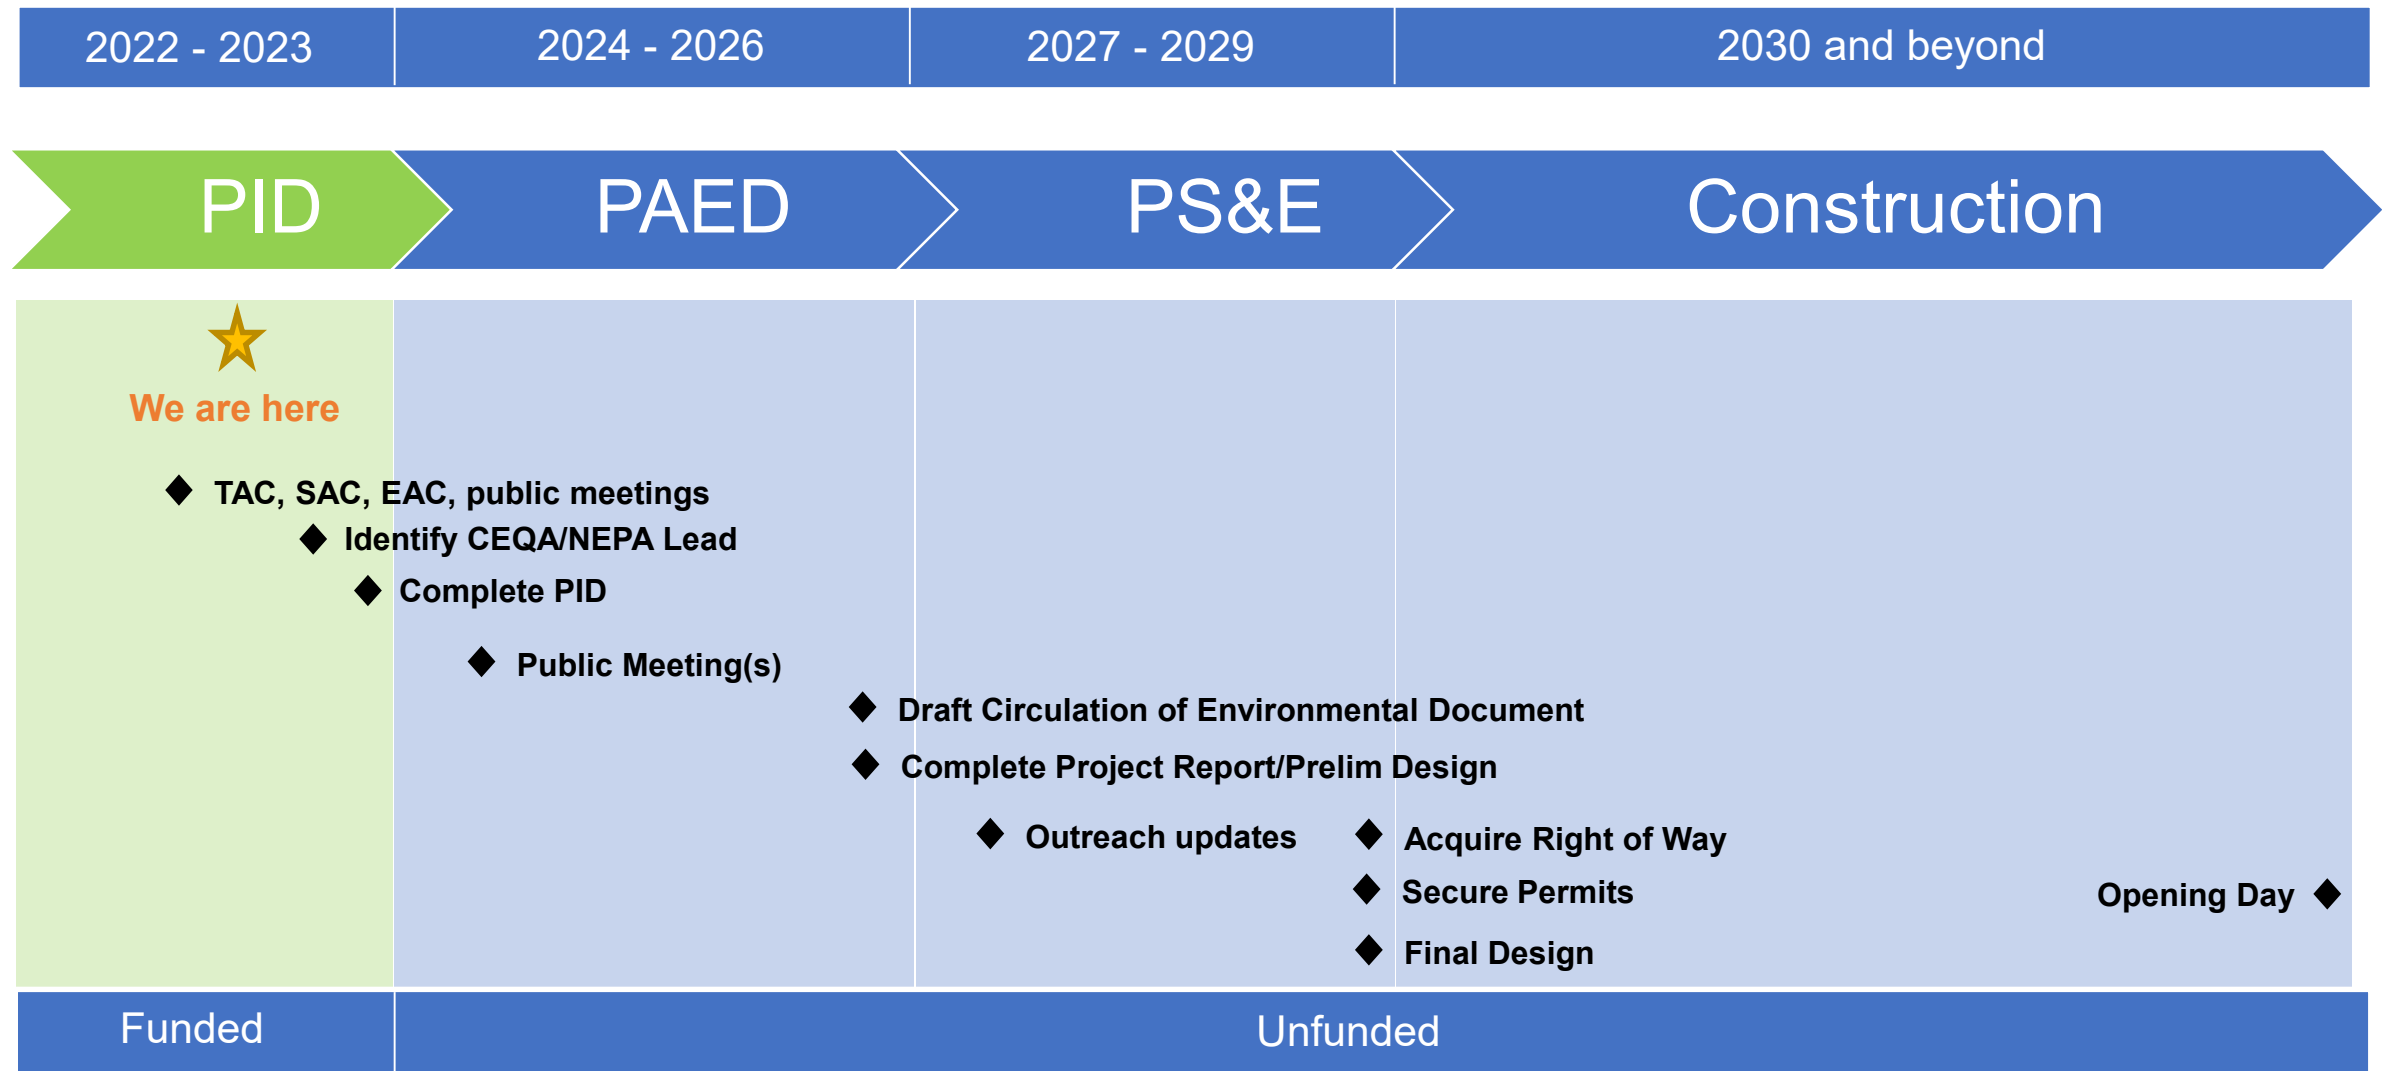 2022 - 2023
2024 - 2026
2027 - 2029
2030 and beyond
PID
PAED
PS&E
Construction
We are here
TAC, SAC, EAC, public meetings
Identify CEQA/NEPA Lead
Complete PID
Public Meeting(s)
Draft Circulation of Environmental Document
Complete Project Report/Prelim Design
Outreach updates
Acquire Right of Way
Secure Permits
Opening Day
Final Design
Funded
Unfunded